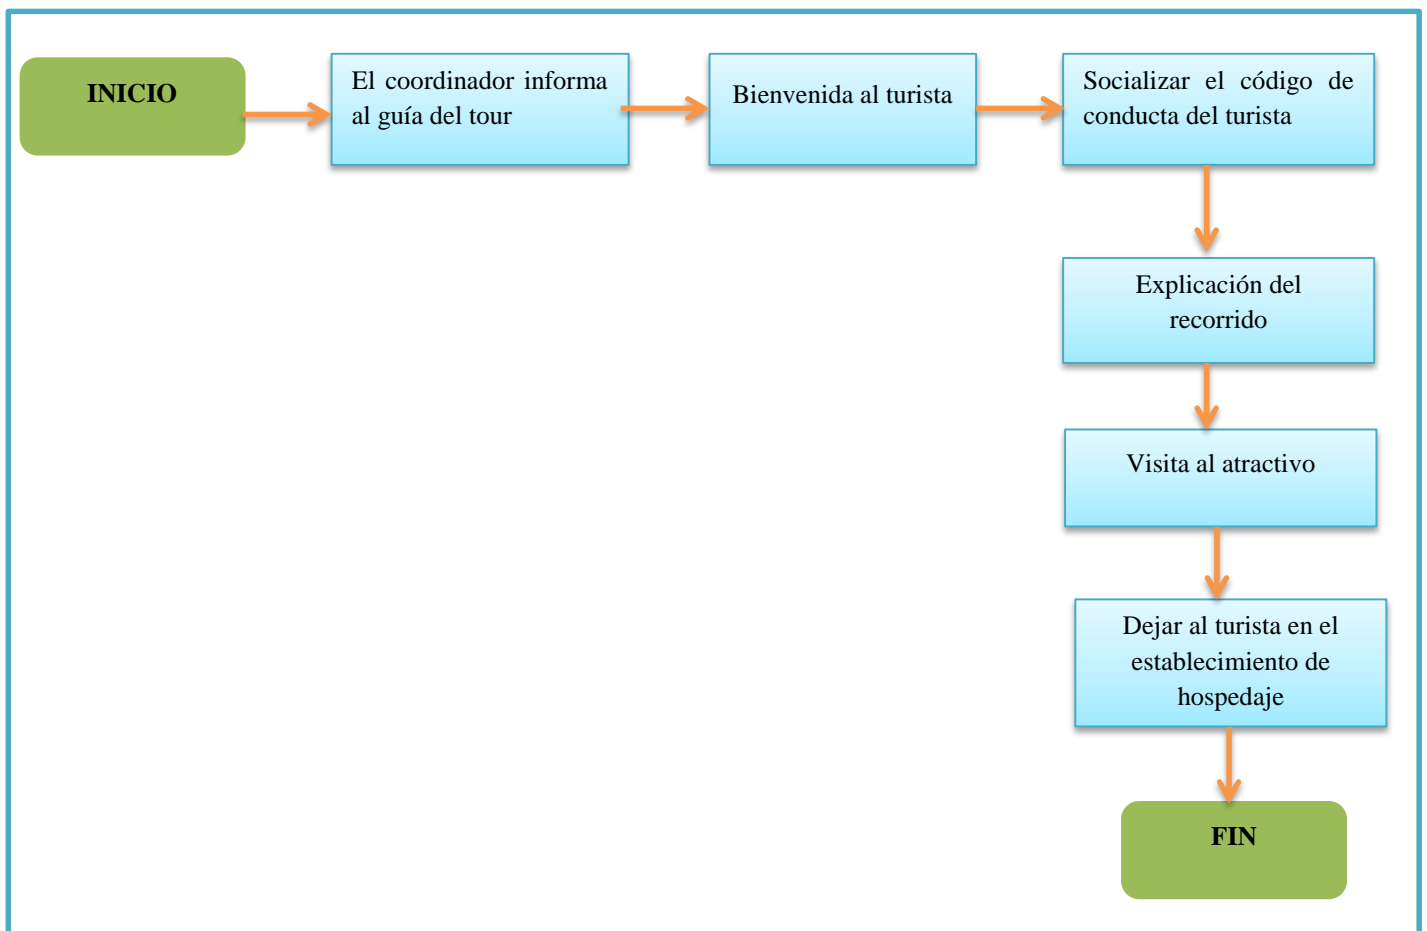 INICIO
El coordinador informa
al guía del tour
Bienvenida al turista
Socializar el código de
conducta del turista
Explicación del
recorrido
Visita al atractivo
Dejar al turista en el
establecimiento de
hospedaje
FIN